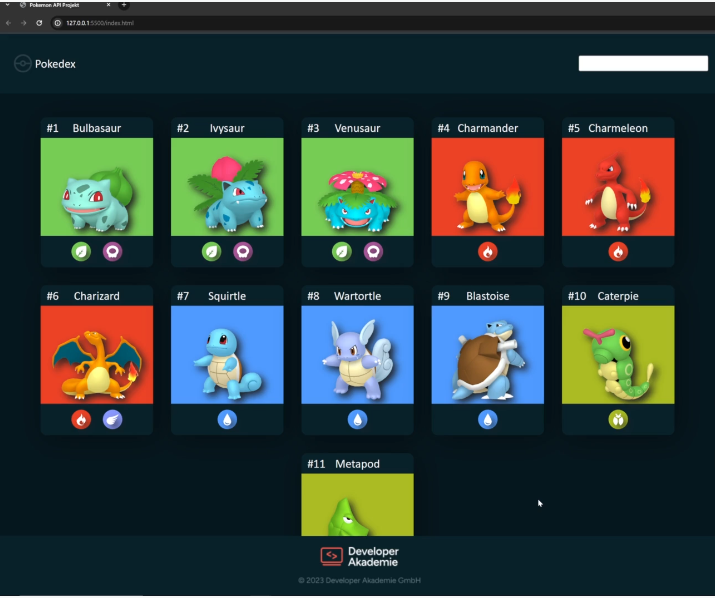 Pokemon API Projekt
127.0.0.1:5500/index.html
Pokedex
#1 Bulbasaur
#2 Ivysaur
#3 Venusaur
#4 Charmander
#5 Charmeleon
#6 Charizard
#7 Squirtle
#8 Wartortle
#9 Blastoise
#10 Caterpie
#11 Metapod
<> Developer
Akademie
© 2023 Developer Akademie GmbH